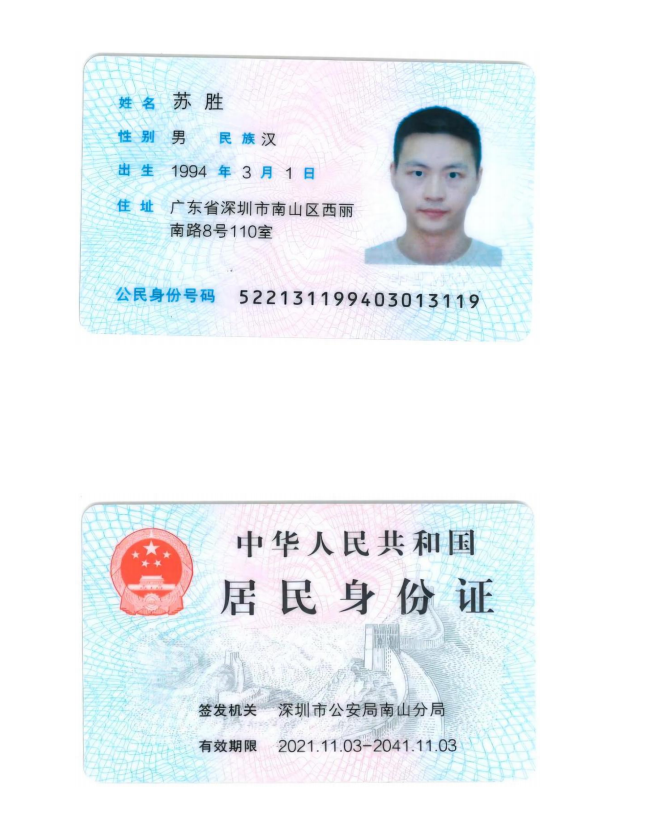 姓名 苏胜
性别 男 民族 汉
出生 1994 年 3 月 1 日
住址 广东省深圳市南山区西丽
南路8号110室
公民身份号码 522131199403013119
中华人民共和国
居民身份证
签发机关 深圳市公安局南山分局
有效期限 2021.11.03-2041.11.03